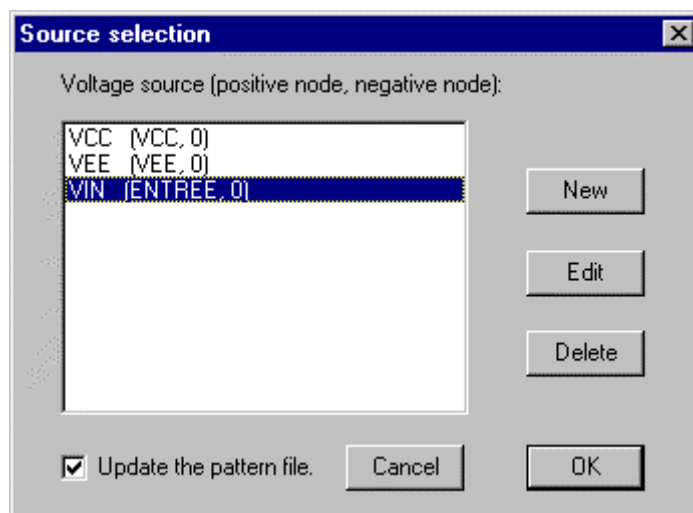 Source selection
Voltage source (positive node, negative node):
VCC (VCC, 0)
VEE (VEE, 0)
VIN (ENTREE, 0)
New
Edit
Delete
Update the pattern file.
Cancel
OK